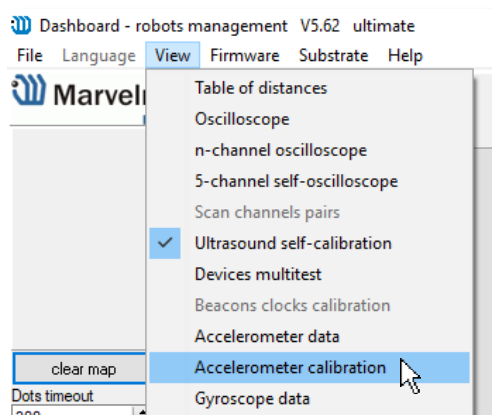 Dashboard - robots management V5.62 ultimate
File Language View Firmware Substrate Help
Table of distances
Oscilloscope
n-channel oscilloscope
5-channel self-oscilloscope
Scan channels pairs
Ultrasound self-calibration
Devices multitest
Beacons clocks calibration
Accelerometer data
Accelerometer calibration
Gyroscope data
clear map
Dots timeout